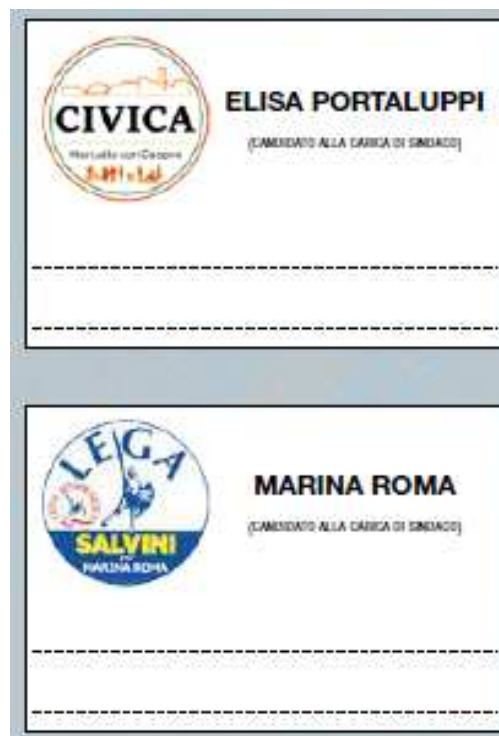 CIVICA
ELISA PORTALUPPI
(CANDIDATO ALLA CARICA DI SINDACO)
LEGA
SALVINI
MARINA ROMA
MARINA ROMA
(CANDIDATO ALLA CARICA DI SINDACO)